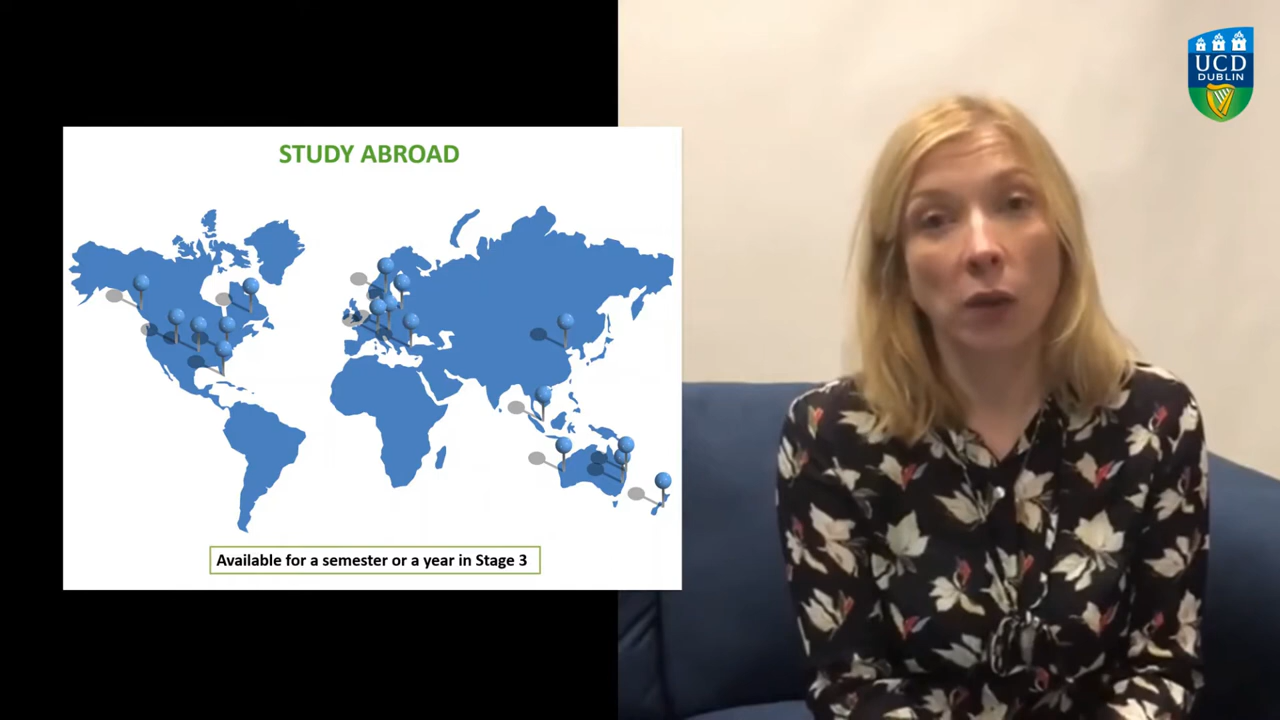 STUDY ABROAD
Available for a semester or a year in Stage 3
UCD
DUBLIN